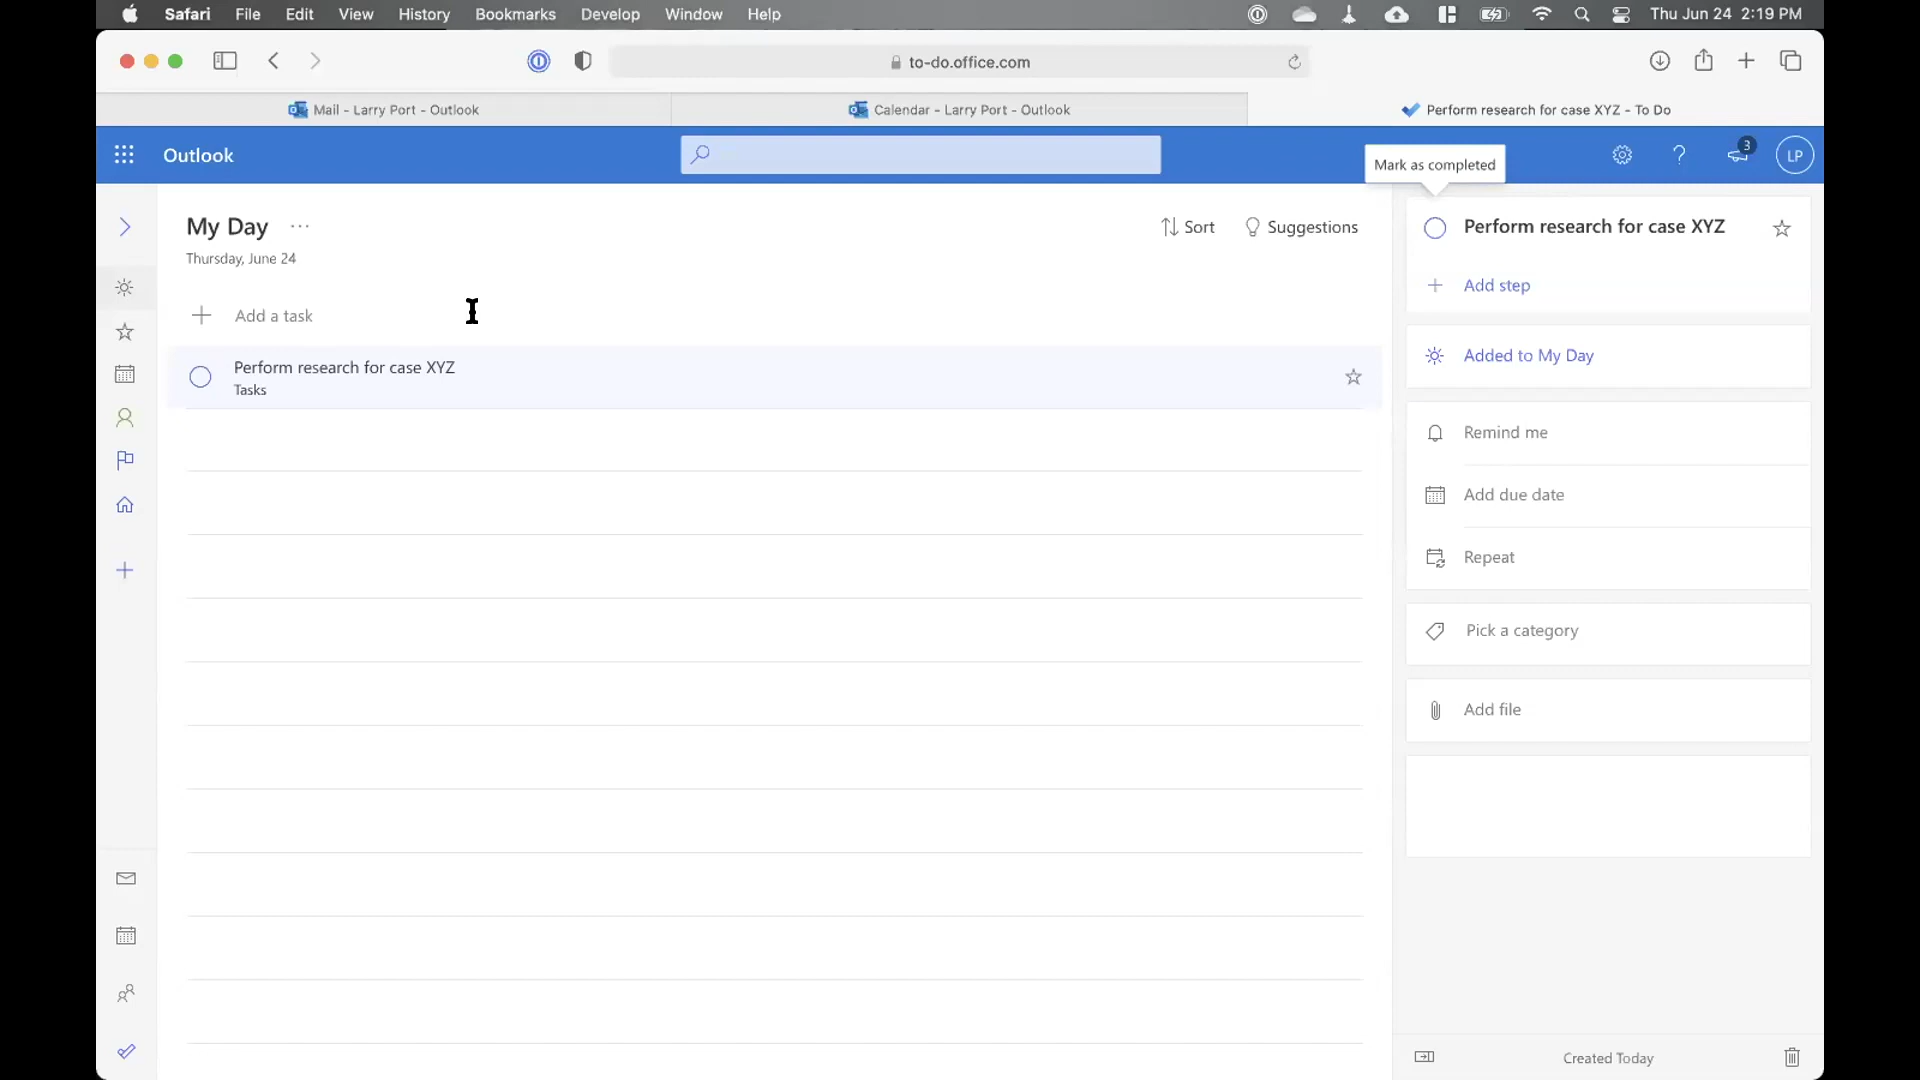 Safari File Edit View History Bookmarks Develop Window Help Thu Jun 24 2:19 PM
to-do.office.com
Mail - Larry Port - Outlook Calendar - Larry Port - Outlook Perform research for case XYZ - To Do
Outlook 3 LP
Mark as completed
My Day ··· Sort Suggestions
Thursday, June 24
Add a task
Perform research for case XYZ
Tasks
Perform research for case XYZ
Add step
Added to My Day
Remind me
Add due date
Repeat
Pick a category
Add file
Created Today